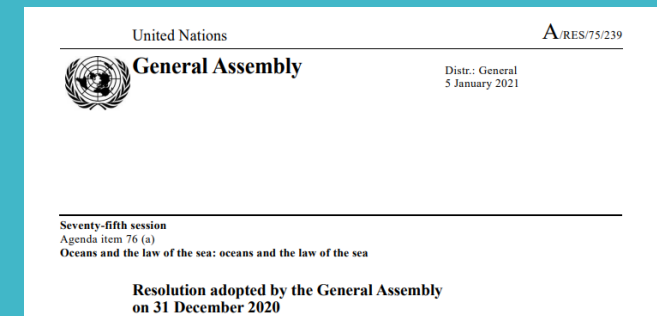 United Nations
A/RES/75/239
General Assembly
Distr.: General
5 January 2021
Seventy-fifth session
Agenda item 76 (a)
Oceans and the law of the sea: oceans and the law of the sea
Resolution adopted by the General Assembly
on 31 December 2020